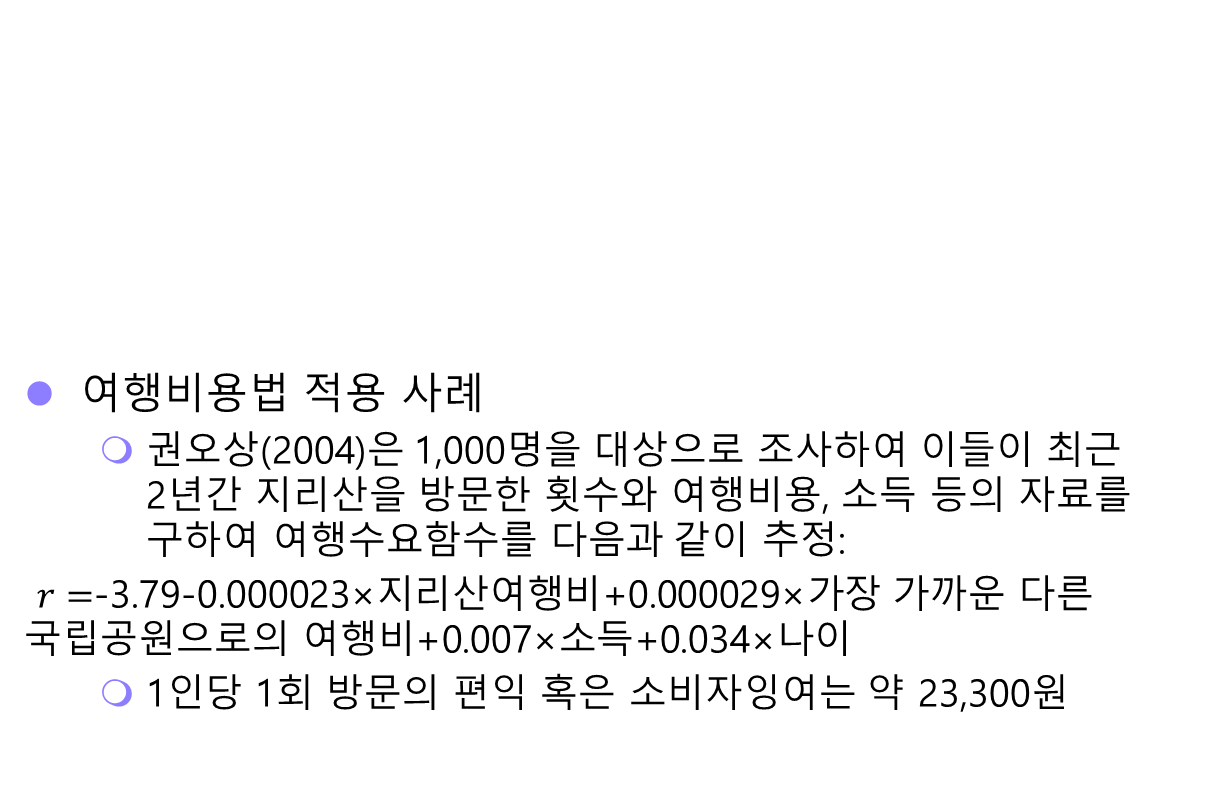 여행비용법 적용 사례
권오상(2004)은 1,000명을 대상으로 조사하여 이들이 최근
2년간 지리산을 방문한 횟수와 여행비용, 소득 등의 자료를
구하여 여행수요함수를 다음과 같이 추정:
r =-3.79-0.000023×지리산여행비+0.000029×가장 가까운 다른
국립공원으로의 여행비+0.007×소득+0.034×나이
1인당 1회 방문의 편익 혹은 소비자잉여는 약 23,300원